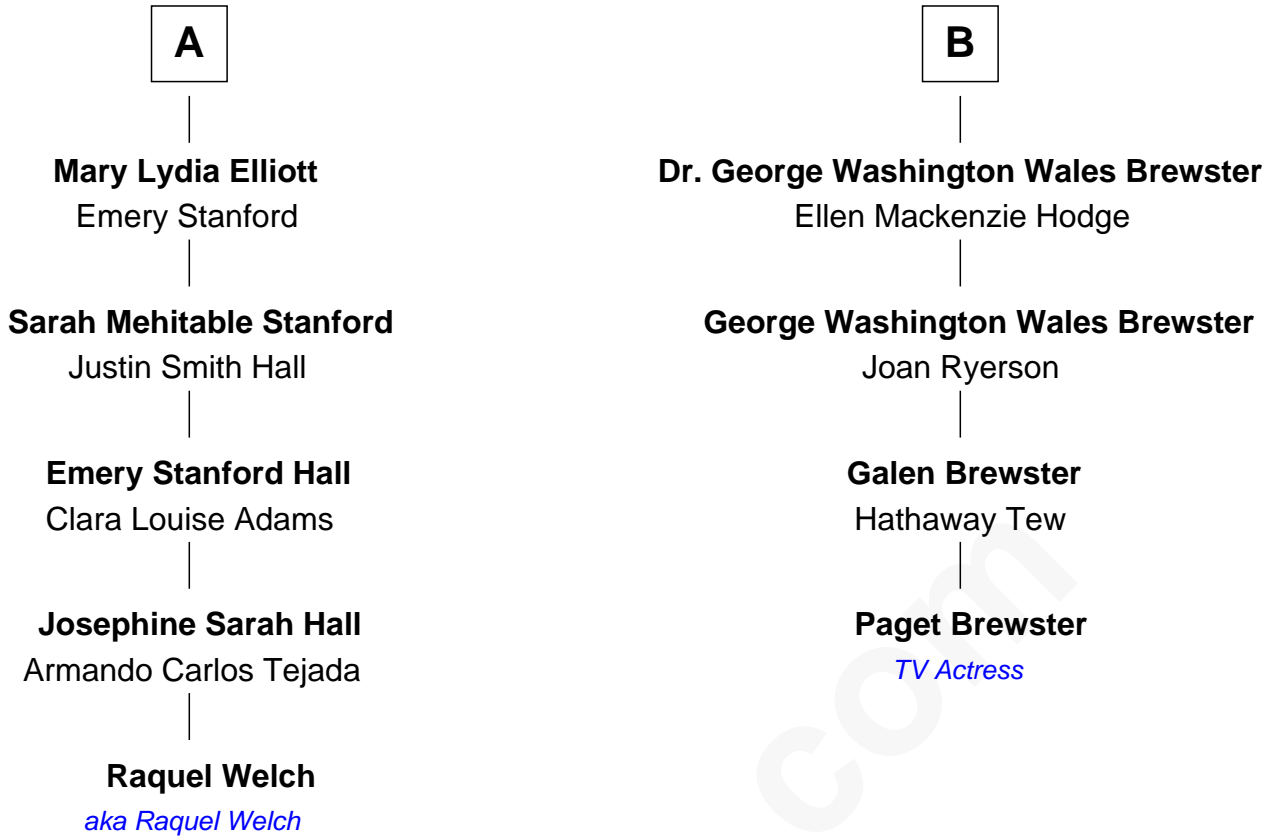 A
Mary Lydia Elliott
Emery Stanford
Sarah Mehitable Stanford
Justin Smith Hall
Emery Stanford Hall
Clara Louise Adams
Josephine Sarah Hall
Armando Carlos Tejada
Raquel Welch
aka Raquel Welch
B
Dr. George Washington Wales Brewster
Ellen Mackenzie Hodge
George Washington Wales Brewster
Joan Ryerson
Galen Brewster
Hathaway Tew
Paget Brewster
TV Actress
com